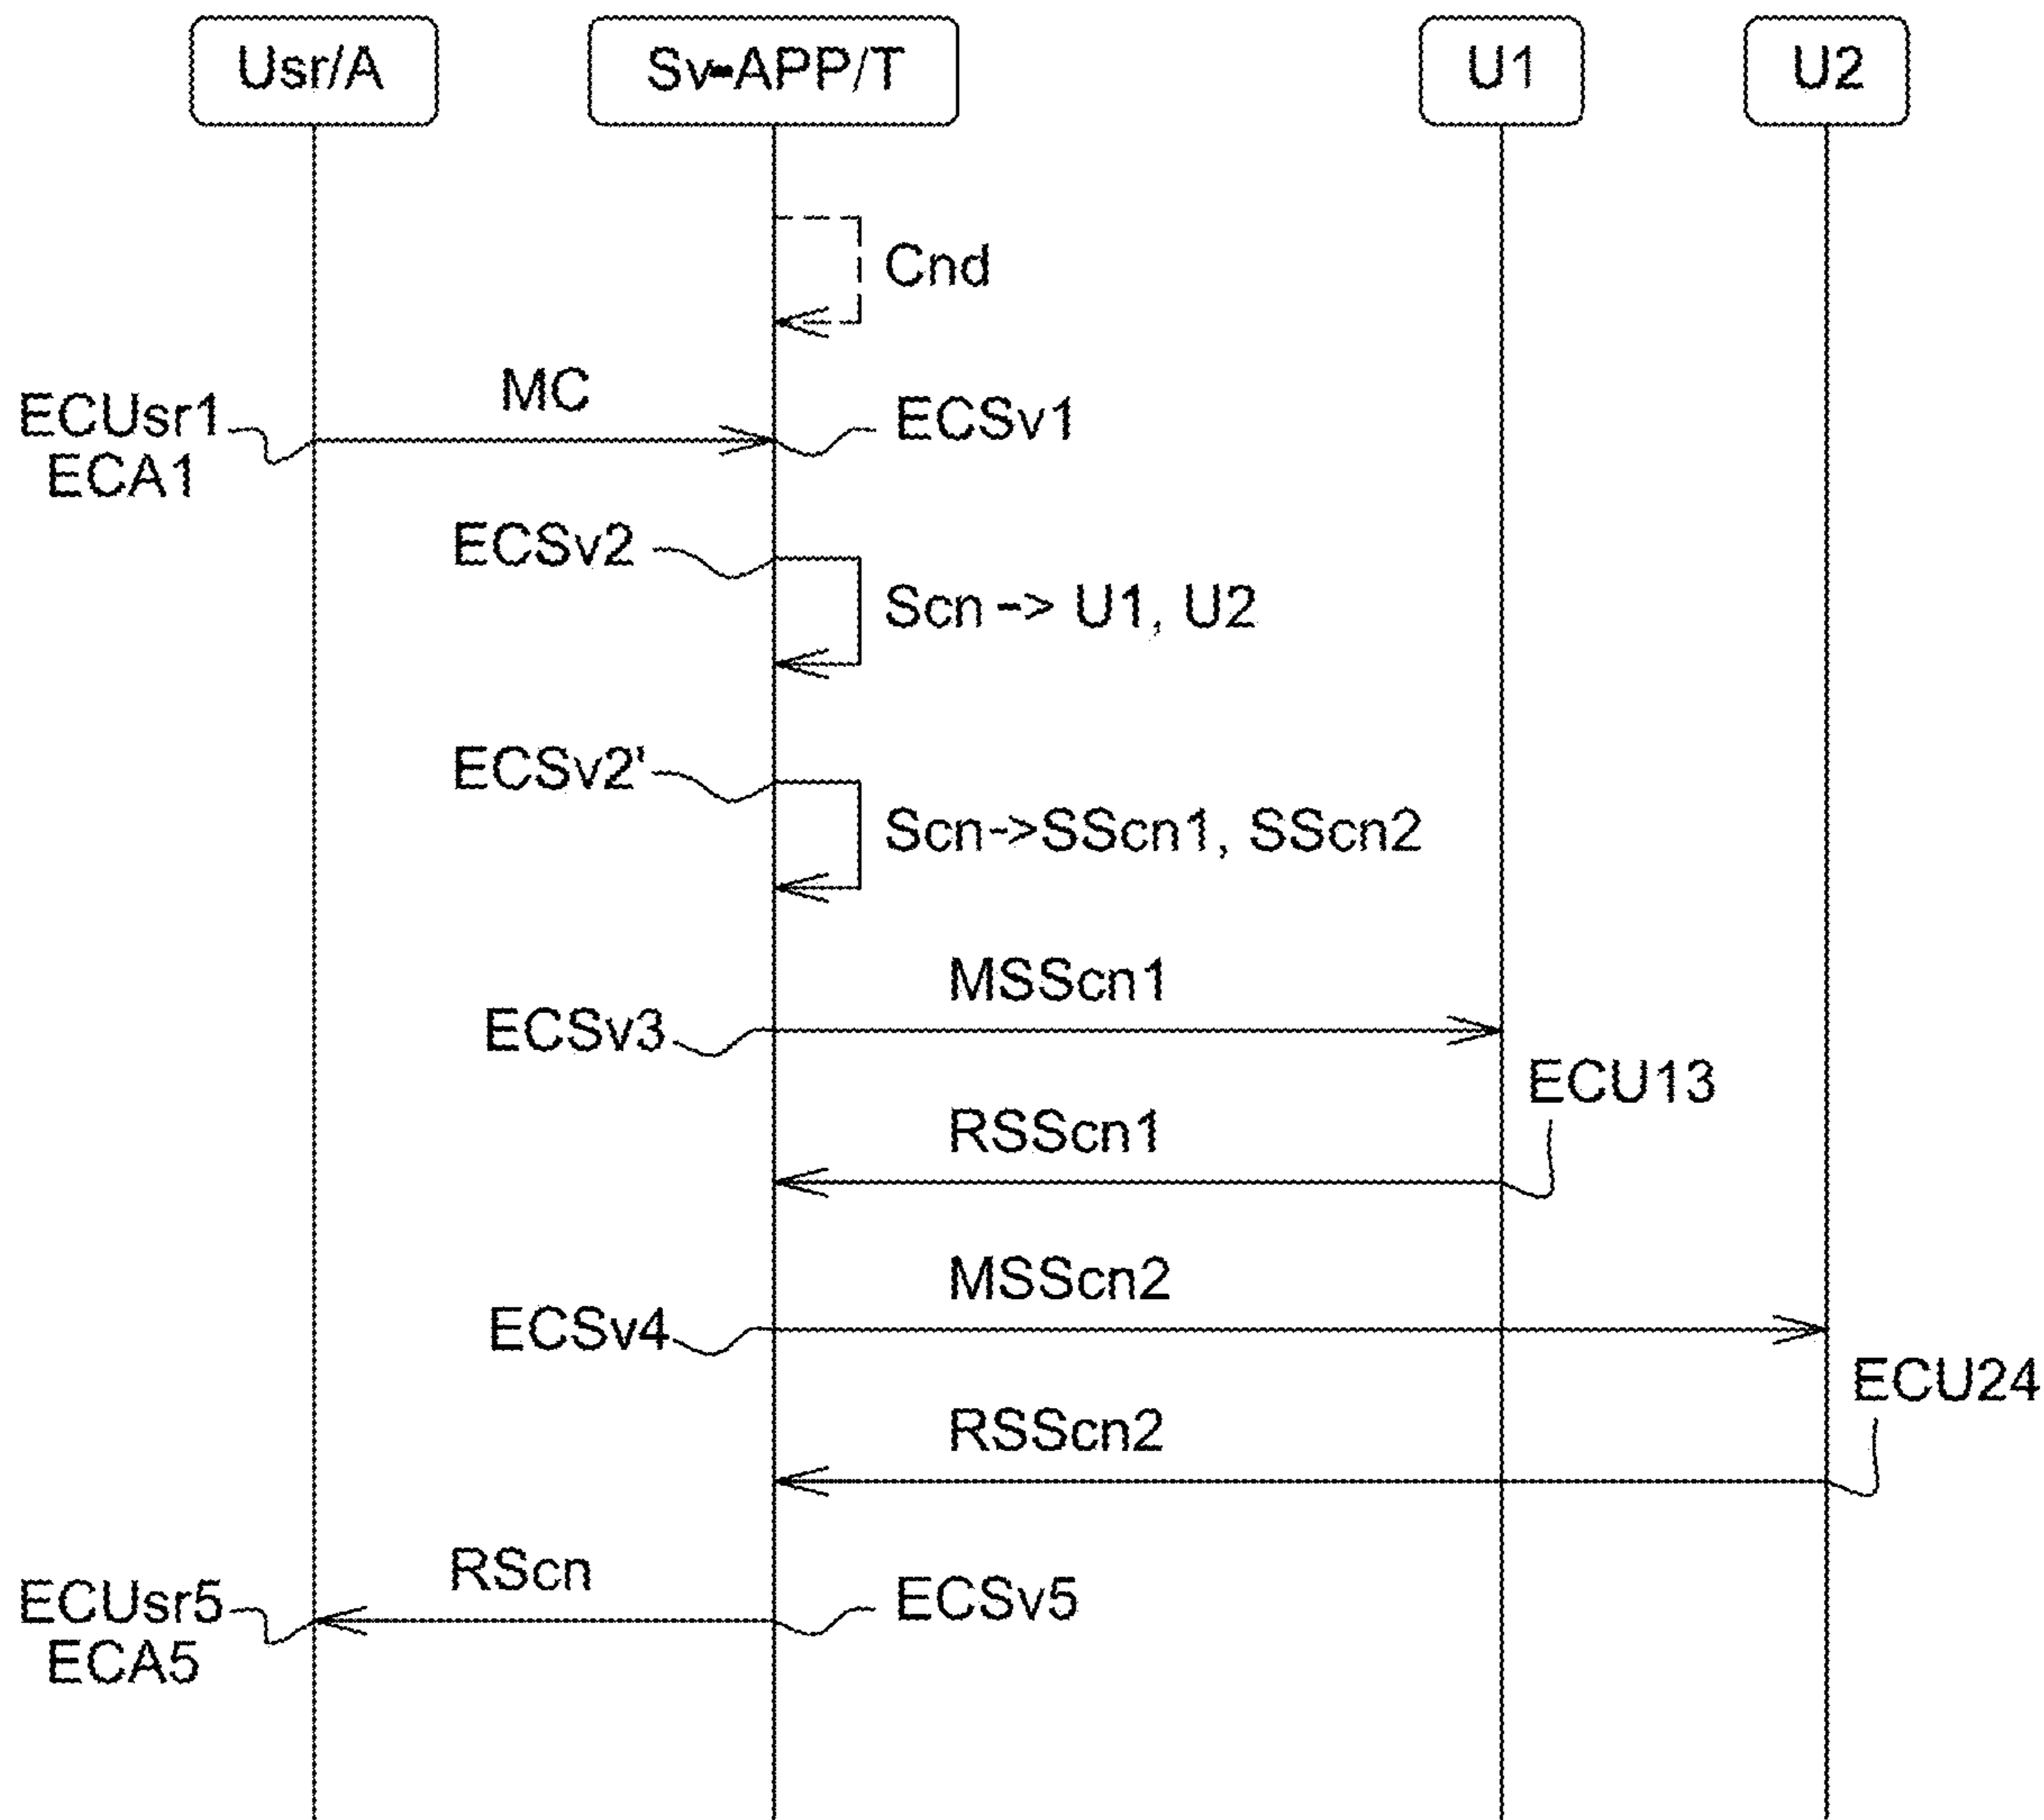 Usr/A
Sv-APP/T
U1
U2
Cnd
MC
ECUsr1
ECA1
ECSv1
ECSv2
Scn -> U1, U2
ECSv2'
Scn->SScn1, SScn2
MSScn1
ECSv3
ECU13
RSScn1
MSScn2
ECSv4
ECU24
RSScn2
RScn
ECUsr5
ECA5
ECSv5